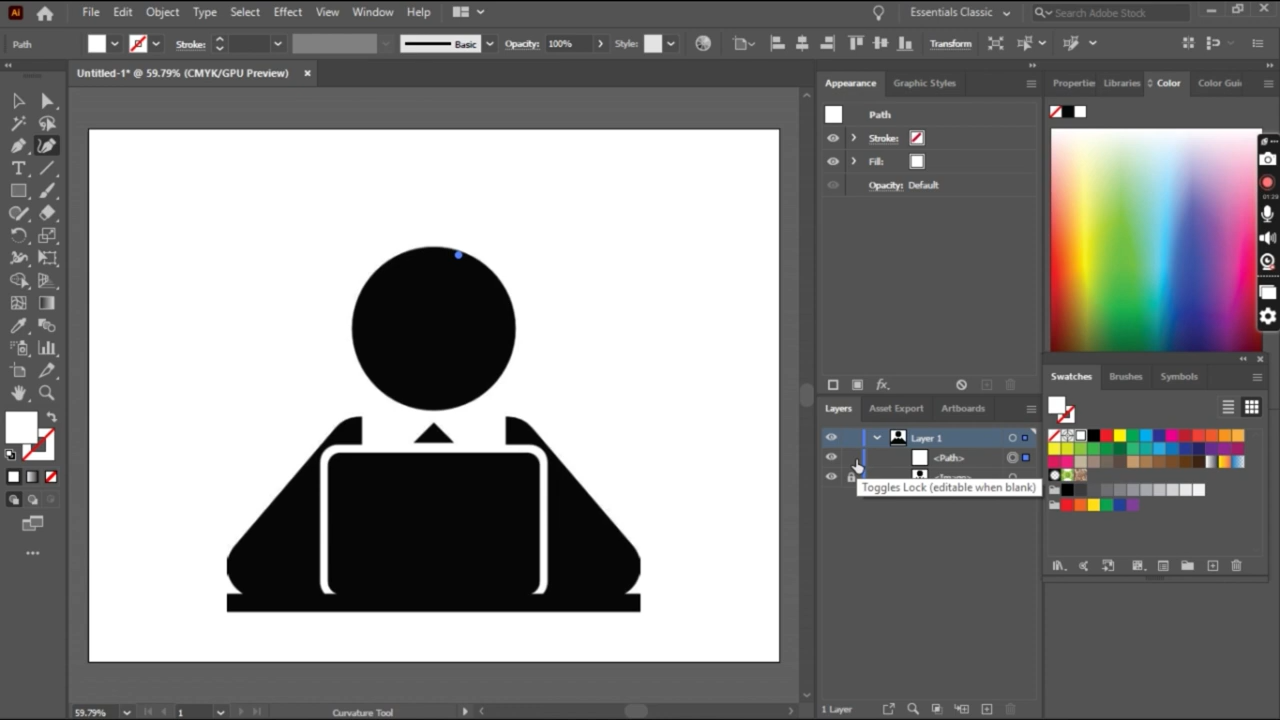 Ai File Edit Object Type Select Effect View Window Help Essentials Classic Search Adobe Stock
Path Stroke: Basic Opacity: 100% Style: Transform
Untitled-1* @ 59.79% (CMYK/GPU Preview) ×
Appearance Graphic Styles
Propertie Libraries Color Color Gui
Path
Stroke:
Fill:
Opacity: Default
01:29
Swatches Brushes Symbols
Layers Asset Export Artboards
Layer 1
<Path>
<Image>
Toggles Lock (editable when blank)
59.79% 1 Curvature Tool
1 Layer